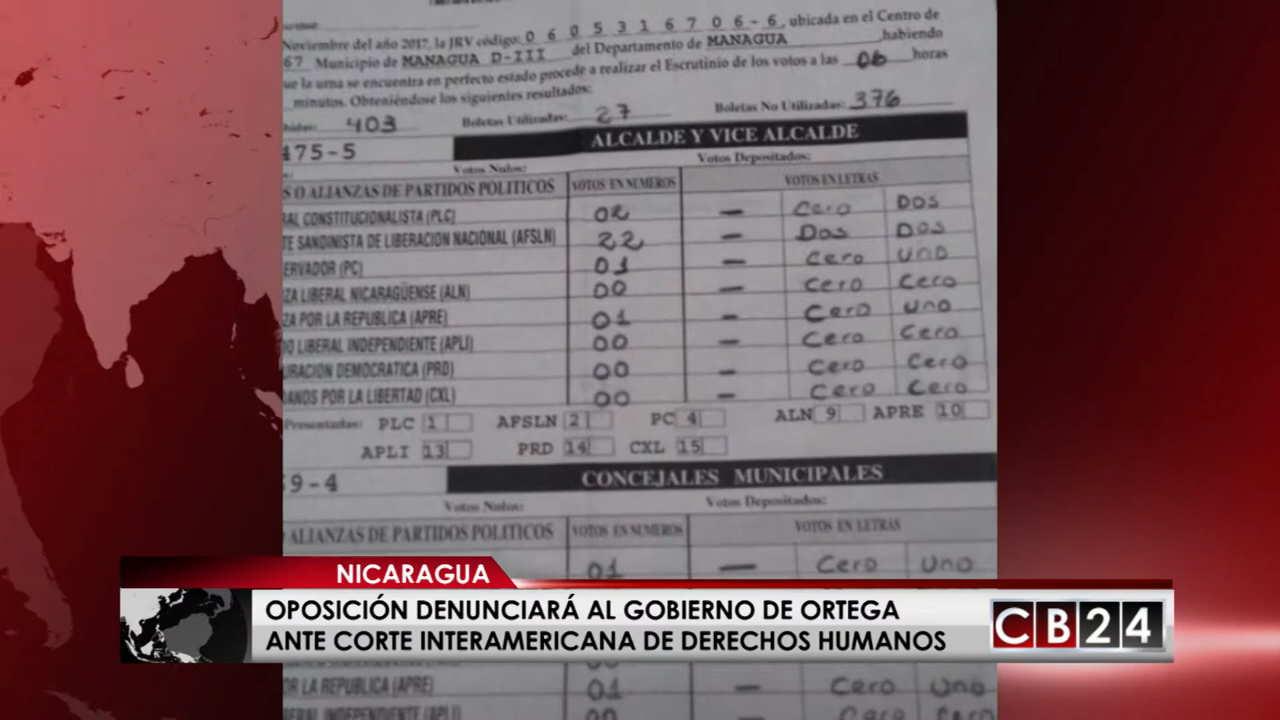 Noviembre del año 2017, la JRV código: 0 6 0 5 3 1 6 7 0 6 - 6, ubicada en el Centro de
67 Municipio de MANAGUA D-III del Departamento de MANAGUA habiendo
ue la urna se encuentra en perfecto estado procede a realizar el Escrutinio de los votos a las 06 horas
minutos. Obteniéndose los siguientes resultados:
403 Boletas Utilizadas: 27 Boletas No Utilizadas: 376
ALCALDE Y VICE ALCALDE
475-5
Votos Nulos: Votos Depositados:
S O ALIANZAS DE PARTIDOS POLITICOS VOTOS EN NUMEROS VOTOS EN LETRAS
RAL CONSTITUCIONALISTA (PLC) 02 — Cero Dos
TE SANDINISTA DE LIBERACION NACIONAL (AFSLN) 22 — Dos Dos
ERVADOR (PC) 01 — Cero Uno
ZA LIBERAL NICARAGÜENSE (ALN) 00 — Cero Cero
ZA POR LA REPUBLICA (APRE) 01 — Cero Uno
O LIBERAL INDEPENDIENTE (APLI) 00 — Cero Cero
URACION DEMOCRATICA (PRD) 00 — Cero Cero
ANOS POR LA LIBERTAD (CXL) 00 — Cero Cero
Presentadas: PLC 1 AFSLN 2 PC 4 ALN 9 APRE 10
APLI 13 PRD 14 CXL 15
9-4 CONCEJALES MUNICIPALES
Votos Nulos: Votos Depositados:
ALIANZAS DE PARTIDOS POLITICOS VOTOS EN NUMEROS VOTOS EN LETRAS
01 — Cero Uno
NICARAGUA
OPOSICIÓN DENUNCIARÁ AL GOBIERNO DE ORTEGA
ANTE CORTE INTERAMERICANA DE DERECHOS HUMANOS
CB24
OR LA REPUBLICA (APRE) 01 — Cero Uno
BERAL INDEPENDIENTE (APLI) 00 — Cero Cero